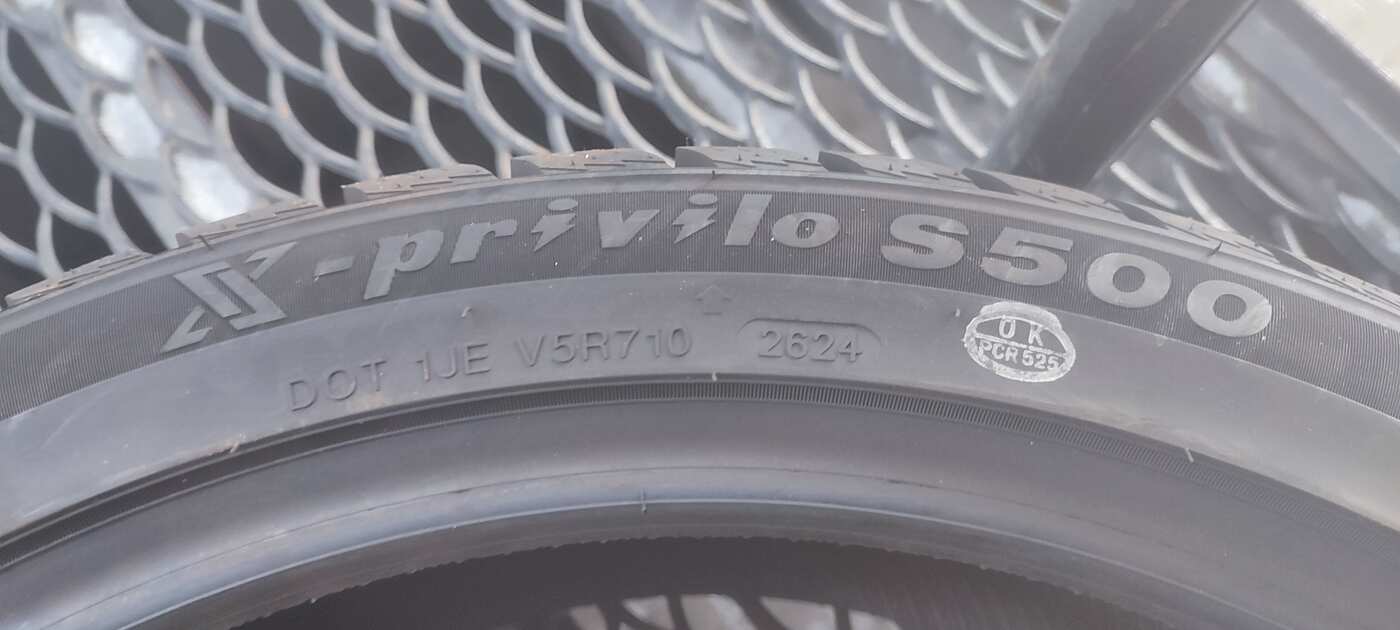 X-privilo S500
DOT 1JE V5R710 2624
OK
PCR 525